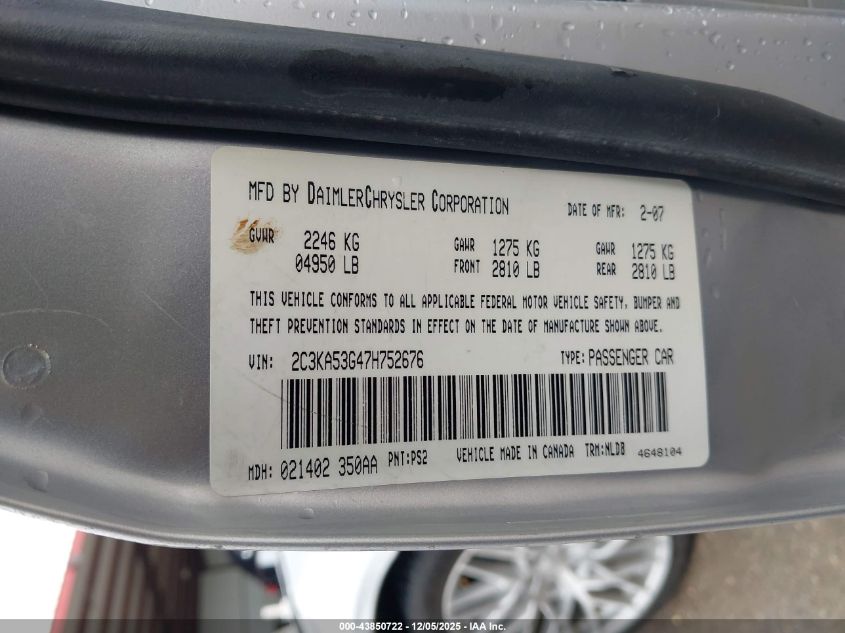 MFD BY DAIMLERCHRYSLER CORPORATION DATE OF MFR: 2-07
GVWR 2246 KG GAWR 1275 KG GAWR 1275 KG
04950 LB FRONT 2810 LB REAR 2810 LB
THIS VEHICLE CONFORMS TO ALL APPLICABLE FEDERAL MOTOR VEHICLE SAFETY, BUMPER AND
THEFT PREVENTION STANDARDS IN EFFECT ON THE DATE OF MANUFACTURE SHOWN ABOVE.
VIN: 2C3KA53G47H752676 TYPE: PASSENGER CAR
MDH: 021402 350AA PNT:PS2 VEHICLE MADE IN CANADA TRM:NLDB 4648104
000-43850722 - 12/05/2025 - IAA Inc.